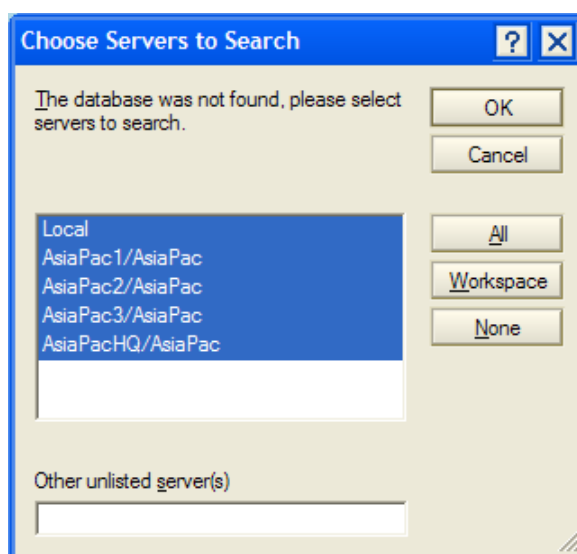 Choose Servers to Search
The database was not found, please select
servers to search.
OK
Cancel
Local
AsiaPac1/AsiaPac
AsiaPac2/AsiaPac
AsiaPac3/AsiaPac
AsiaPacHQ/AsiaPac
All
Workspace
None
Other unlisted server(s)